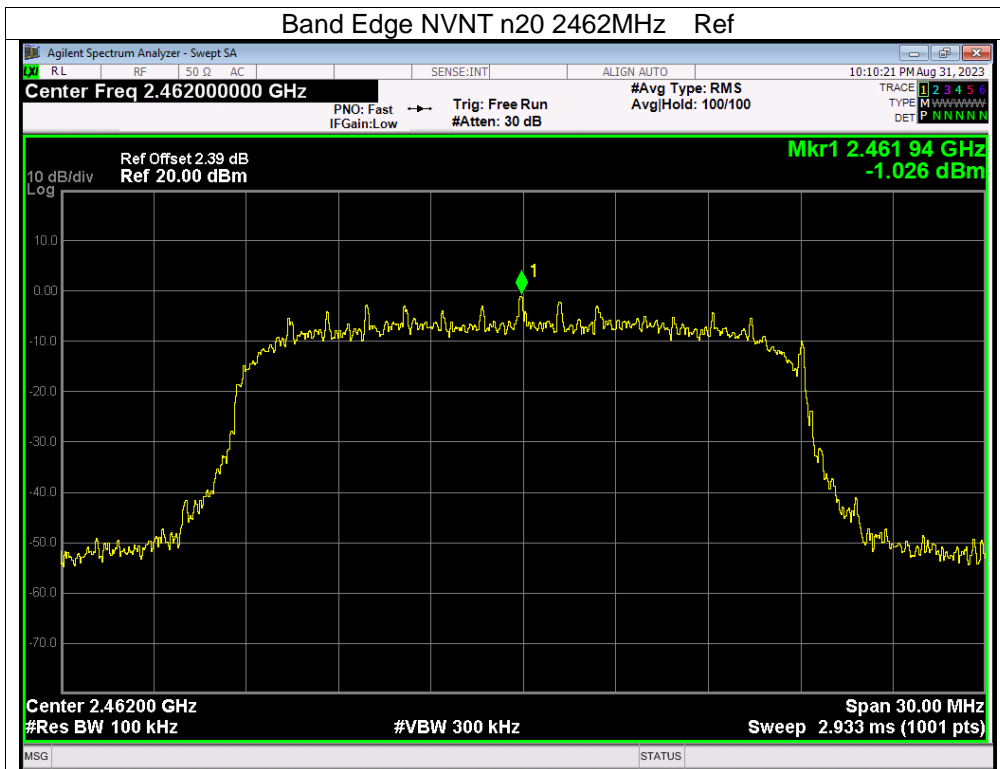 Band Edge NVNT n20 2462MHz Ref
Agilent Spectrum Analyzer - Swept SA
LXI RL RF 50 Ω AC SENSE:INT ALIGN AUTO 10:10:21 PM Aug 31, 2023
Center Freq 2.462000000 GHz
PNO: Fast
IFGain:Low
Trig: Free Run
#Atten: 30 dB
#Avg Type: RMS
Avg|Hold: 100/100
TRACE 1 2 3 4 5 6
TYPE M WWWWW
DET P N N N N N
Mkr1 2.461 94 GHz
-1.026 dBm
Ref Offset 2.39 dB
10 dB/div Ref 20.00 dBm
Log
10.0
1
0.00
-10.0
-20.0
-30.0
-40.0
-50.0
-60.0
-70.0
Center 2.46200 GHz Span 30.00 MHz
#Res BW 100 kHz #VBW 300 kHz Sweep 2.933 ms (1001 pts)
MSG STATUS